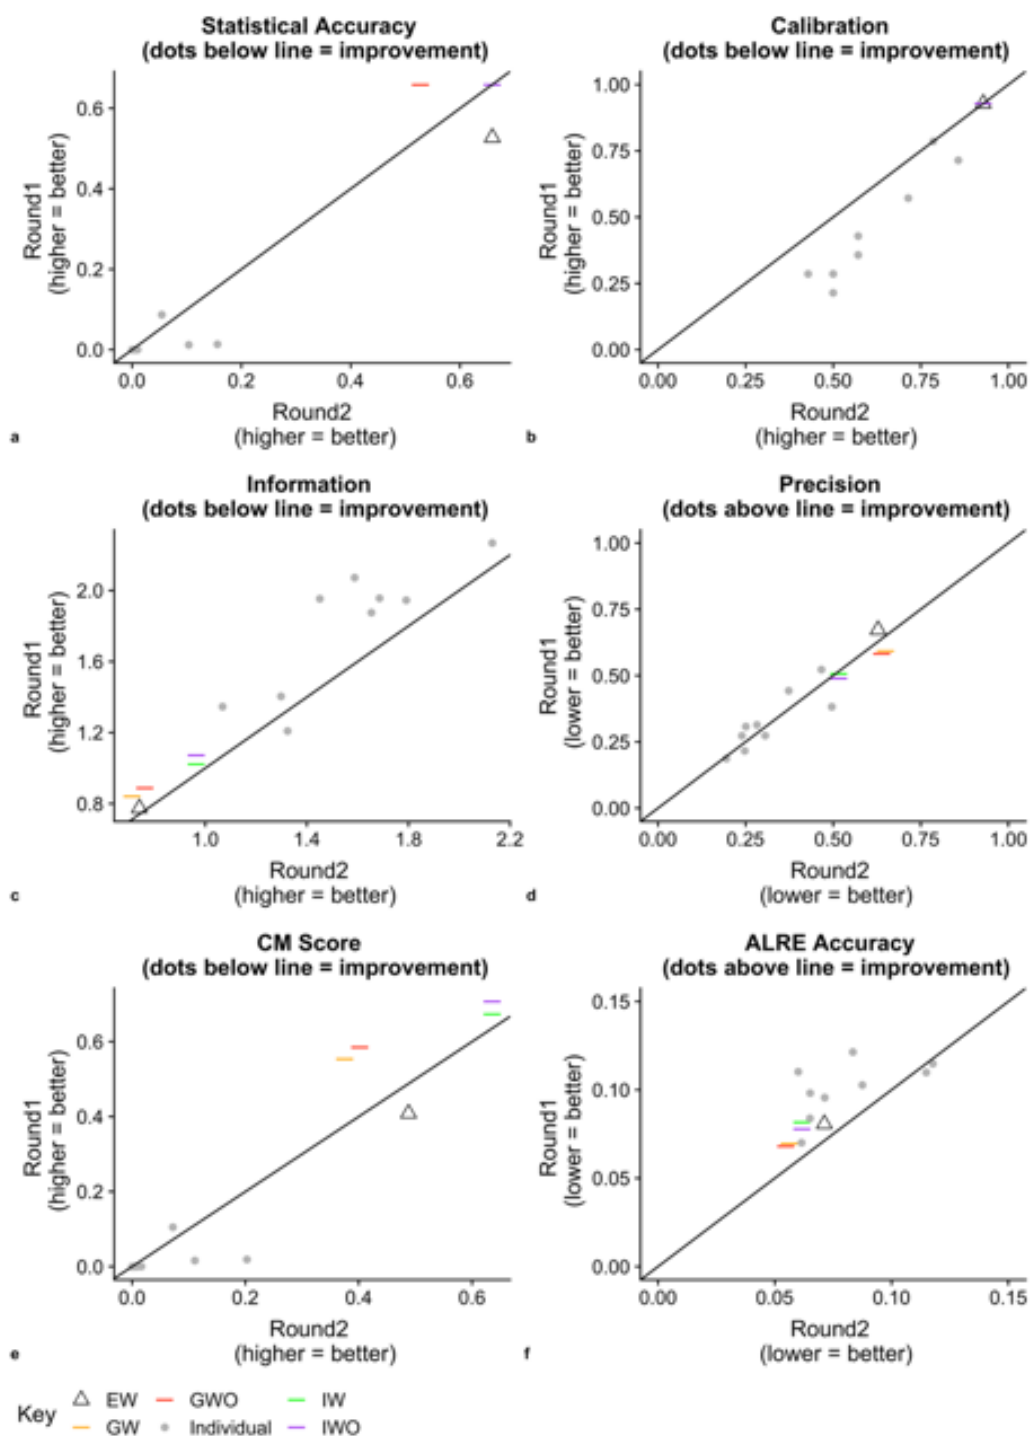 Statistical Accuracy
(dots below line = improvement)
Round1
(higher = better)
0.6
0.4
0.2
0.0
0.0 0.2 0.4 0.6
Round2
(higher = better)
a
Calibration
(dots below line = improvement)
Round1
(higher = better)
1.00
0.75
0.50
0.25
0.00
0.00 0.25 0.50 0.75 1.00
Round2
(higher = better)
b
Information
(dots below line = improvement)
Round1
(higher = better)
2.0
1.6
1.2
0.8
1.0 1.4 1.8 2.2
Round2
(higher = better)
c
Precision
(dots above line = improvement)
Round1
(lower = better)
1.00
0.75
0.50
0.25
0.00
0.00 0.25 0.50 0.75 1.00
Round2
(lower = better)
d
CM Score
(dots below line = improvement)
Round1
(higher = better)
0.6
0.4
0.2
0.0
0.0 0.2 0.4 0.6
Round2
(higher = better)
e
ALRE Accuracy
(dots above line = improvement)
Round1
(lower = better)
0.15
0.10
0.05
0.00
0.00 0.05 0.10 0.15
Round2
(lower = better)
f
Key
EW GWO IW
GW Individual IWO